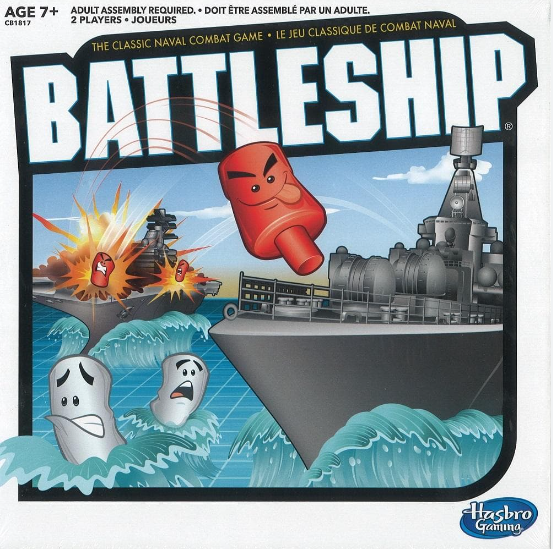 AGE 7+
CB1817
ADULT ASSEMBLY REQUIRED. • DOIT ÊTRE ASSEMBLÉ PAR UN ADULTE.
2 PLAYERS • JOUEURS
THE CLASSIC NAVAL COMBAT GAME • LE JEU CLASSIQUE DE COMBAT NAVAL
BATTLESHIP®
Hasbro
Gaming